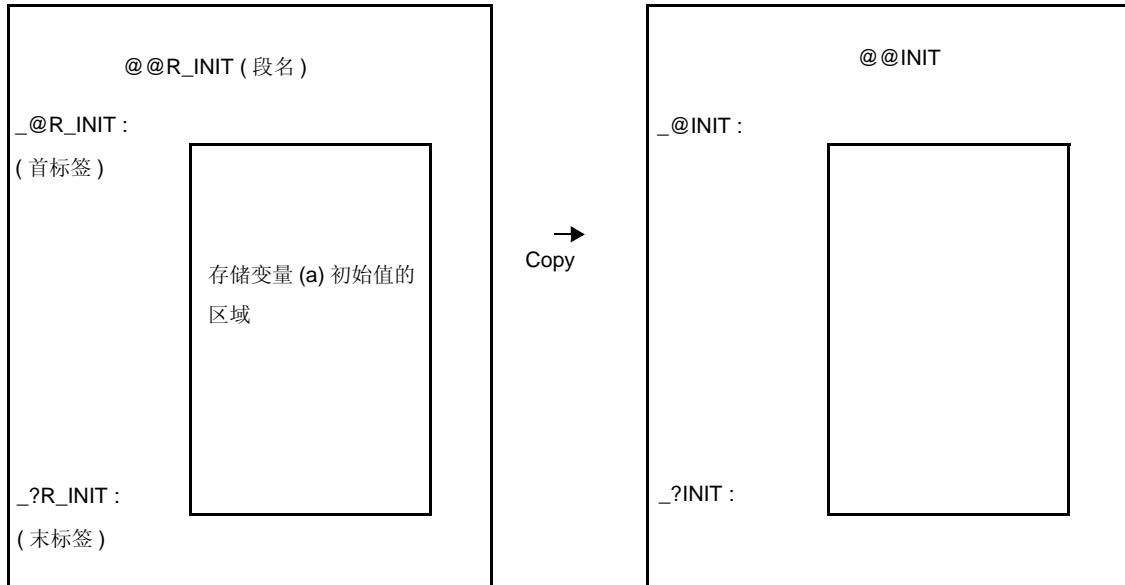 @@R_INIT ( 段名 )
_@R_INIT :
( 首标签 )
存储变量 (a) 初始值的
区域
_?R_INIT :
( 末标签 )
Copy
@@INIT
_@INIT :
_?INIT :